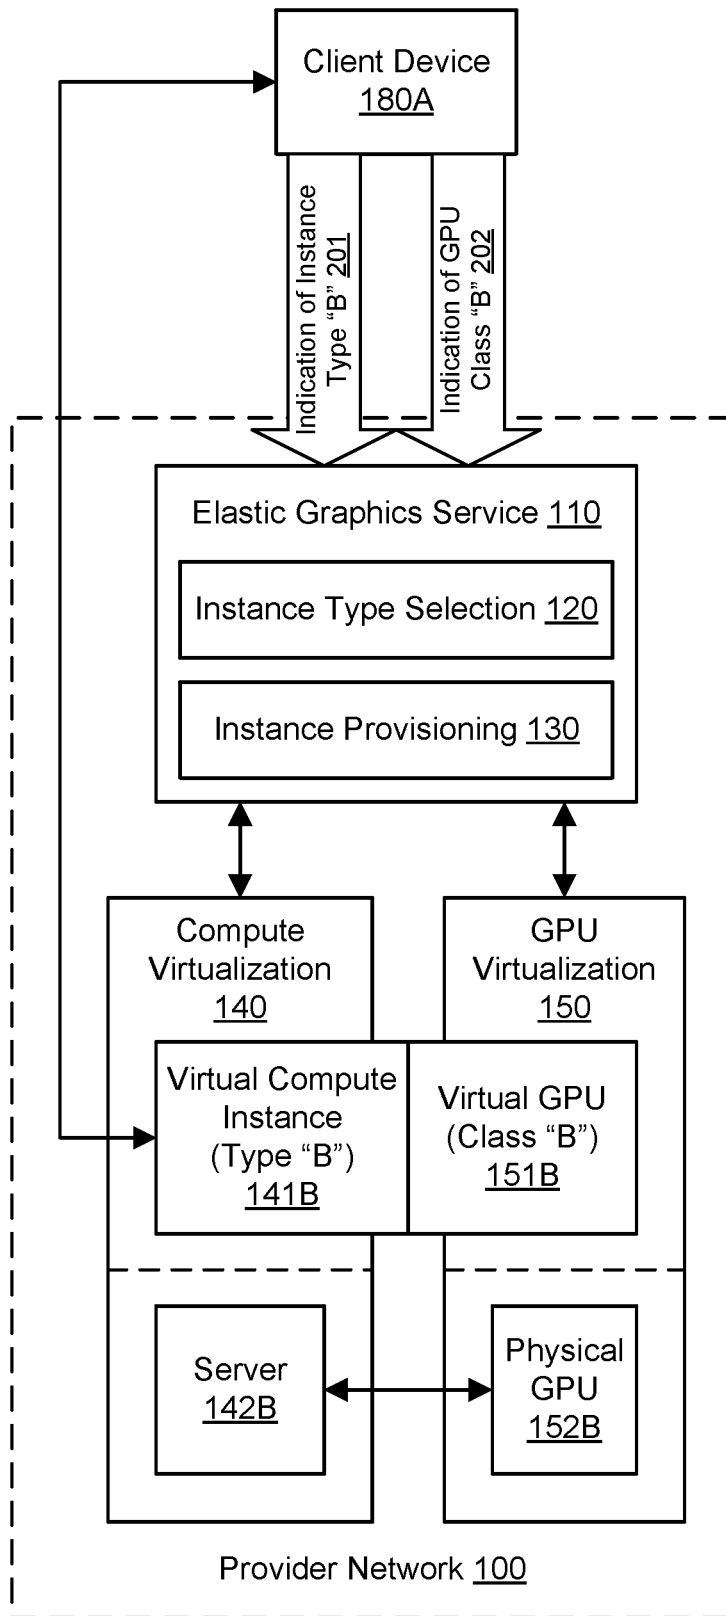 Client Device
180A
Indication of Instance
Type “B” 201
Indication of GPU
Class “B” 202
Elastic Graphics Service 110
Instance Type Selection 120
Instance Provisioning 130
Compute
Virtualization
140
GPU
Virtualization
150
Virtual Compute
Instance
(Type “B”)
141B
Virtual GPU
(Class “B”)
151B
Server
142B
Physical
GPU
152B
Provider Network 100